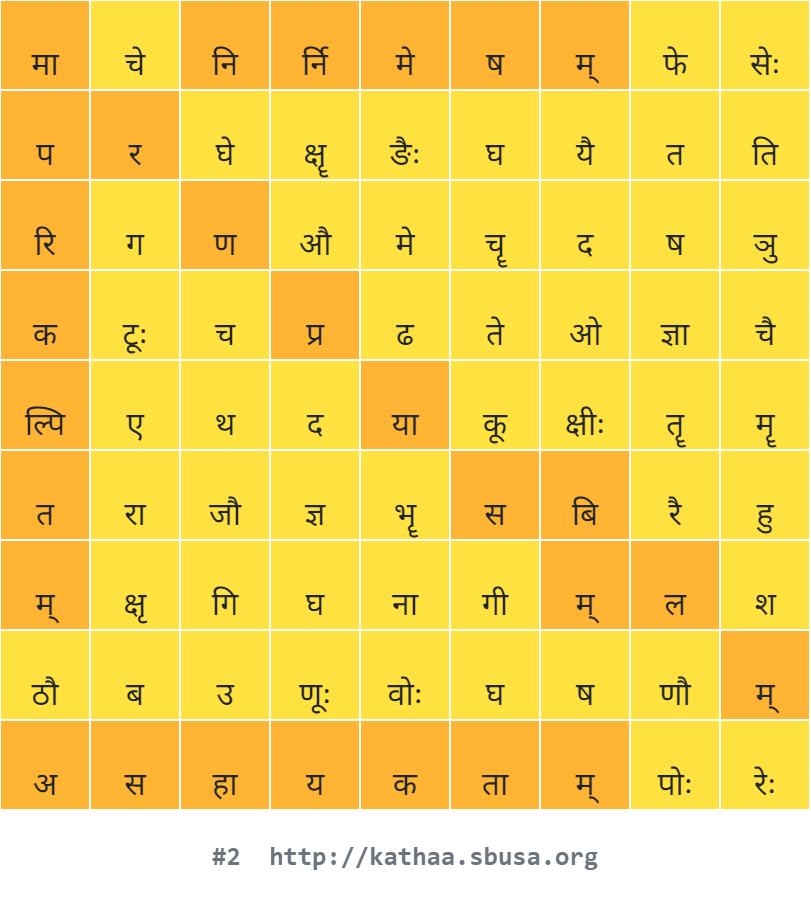 मा चे नि र्नि मे ष म् फे सेः
प र घे क्षॄ ङैः घ यै त ति
रि ग ण औ मे चॄ द ष ञु
क टूः च प्र ढ ते ओ ज्ञा चै
ल्पि ए थ द या कू क्षीः तॄ मॄ
त रा जौ ज्ञ भॄ स बि रै हु
म् क्षृ गि घ ना गी म् ल श
ठौ ब उ णूः वोः घ ष णौ म्
अ स हा य क ता म् पोः रेः
#2 http://kathaa.sbusa.org